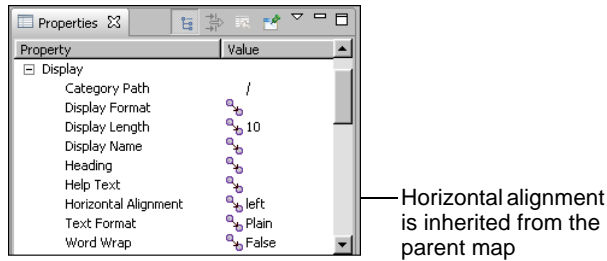 Properties
Property Value
Display
Category Path /
Display Format
Display Length 10
Display Name
Heading
Help Text
Horizontal Alignment left
Text Format Plain
Word Wrap False
Horizontal alignment
is inherited from the
parent map